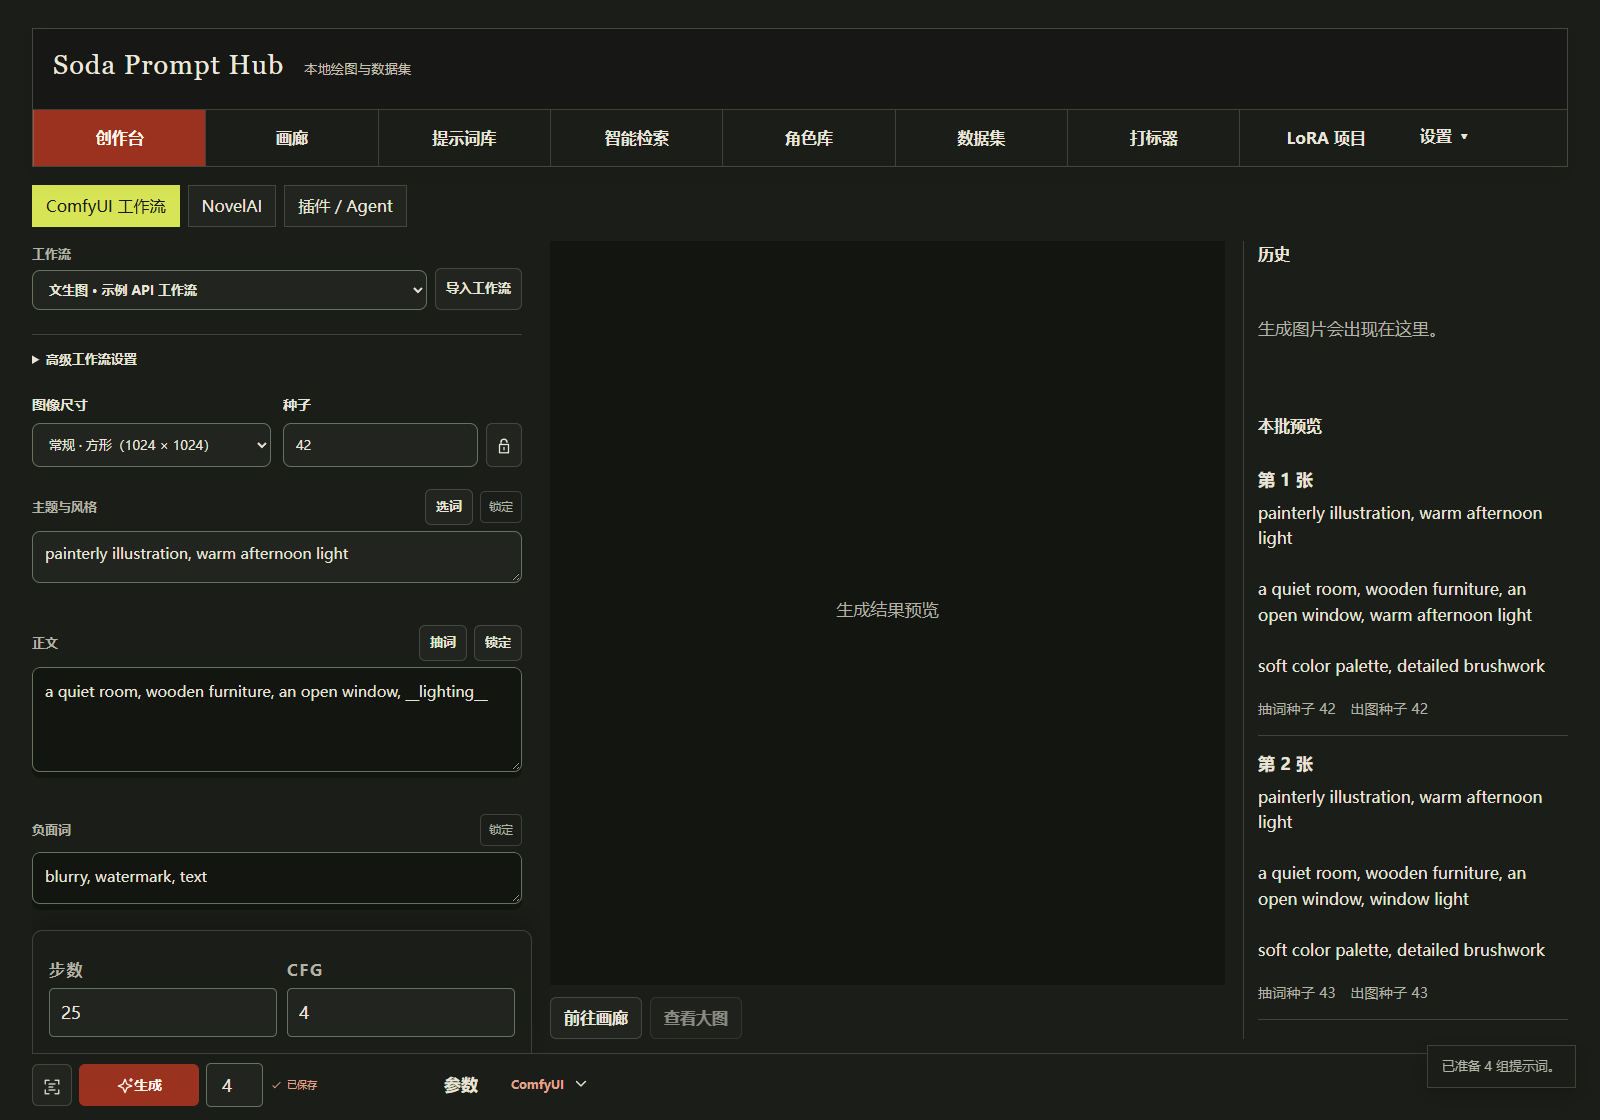 Soda Prompt Hub 本地绘图与数据集
创作台 画廊 提示词库 智能检索 角色库 数据集 打标器 LoRA 项目 设置
ComfyUI 工作流 NovelAI 插件 / Agent
工作流
文生图 • 示例 API 工作流 导入工作流
高级工作流设置
图像尺寸 种子
常规 · 方形（1024 × 1024） 42
主题与风格 选词 锁定
painterly illustration, warm afternoon light
正文 抽词 锁定
a quiet room, wooden furniture, an open window, __lighting__
负面词 锁定
blurry, watermark, text
步数 CFG
25 4
生成 4 已保存 参数 ComfyUI
生成结果预览
前往画廊 查看大图
历史
生成图片会出现在这里。
本批预览
第 1 张
painterly illustration, warm afternoon
light
a quiet room, wooden furniture, an
open window, warm afternoon light
soft color palette, detailed brushwork
抽词种子 42 出图种子 42
第 2 张
painterly illustration, warm afternoon
light
a quiet room, wooden furniture, an
open window, window light
soft color palette, detailed brushwork
抽词种子 43 出图种子 43
已准备 4 组提示词。